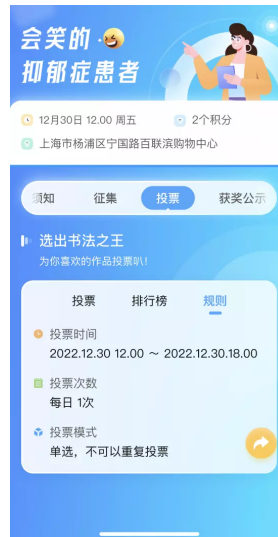 会笑的
抑郁症患者
12月30日 12.00 周五
2个积分
上海市杨浦区宁国路百联滨购物中心
须知
征集
投票
获奖公示
选出书法之王
为你喜欢的作品投票叭!
投票
排行榜
规则
投票时间
2022.12.30 12.00 ~ 2022.12.30.18.00
投票次数
每日 1次
投票模式
单选，不可以重复投票